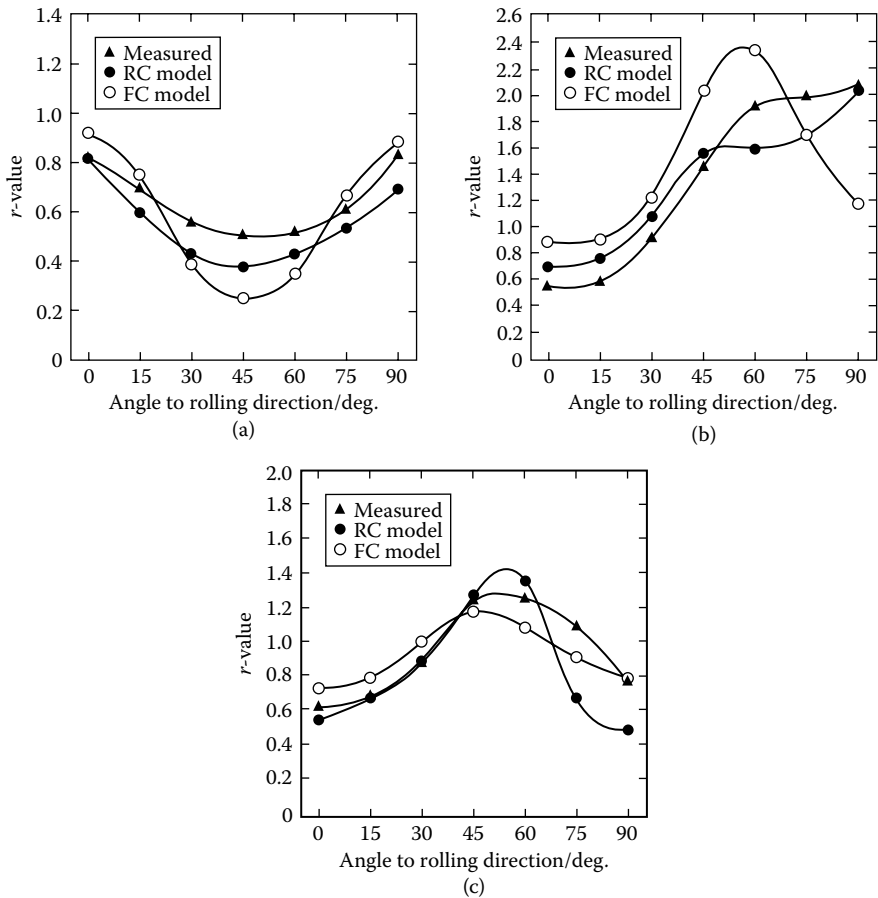 1.4
1.2
1.0
0.8
0.6
0.4
0.2
0
r-value
Measured
RC model
FC model
0 15 30 45 60 75 90
Angle to rolling direction/deg.
(a)
2.6
2.4
2.2
2.0
1.8
1.6
1.4
1.2
1.0
0.8
0.6
0.4
0.2
0
r-value
Measured
RC model
FC model
0 15 30 45 60 75 90
Angle to rolling direction/deg.
(b)
2.0
1.8
1.6
1.4
1.2
1.0
0.8
0.6
0.4
0.2
0
r-value
Measured
RC model
FC model
0 15 30 45 60 75 90
Angle to rolling direction/deg.
(c)